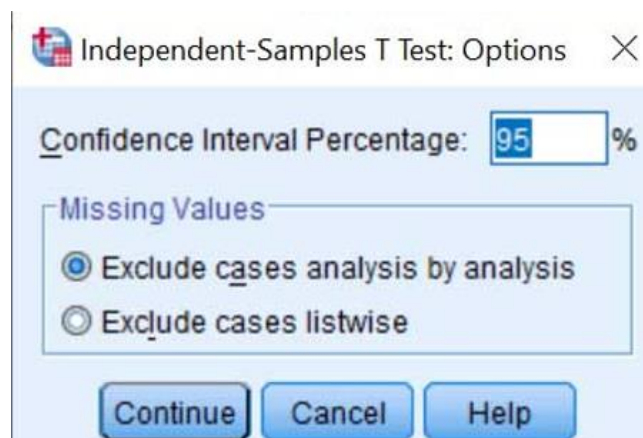 Independent-Samples T Test: Options
Confidence Interval Percentage: 95 %
Missing Values
Exclude cases analysis by analysis
Exclude cases listwise
Continue Cancel Help